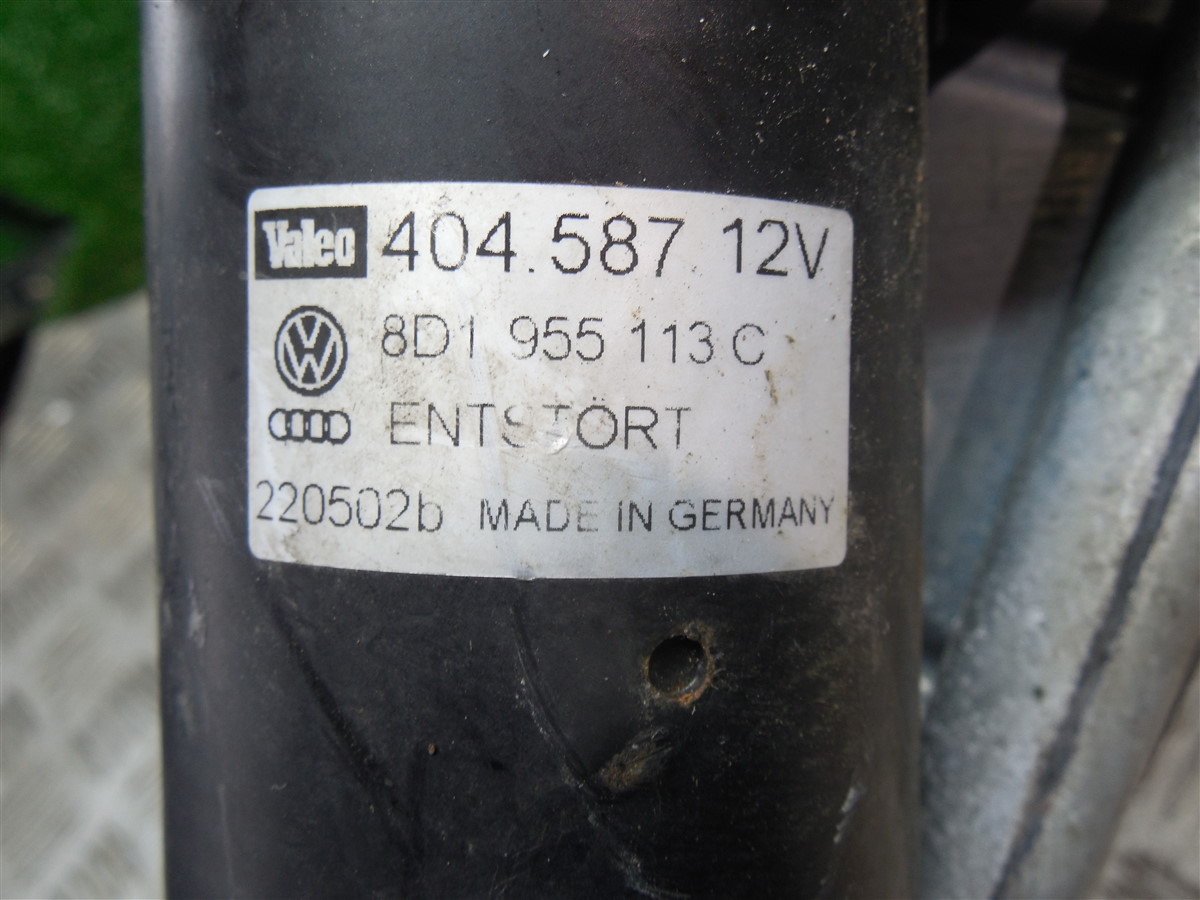 Valeo 404.587 12V
8D1 955 113 C
ENTSTÖRT
220502b MADE IN GERMANY